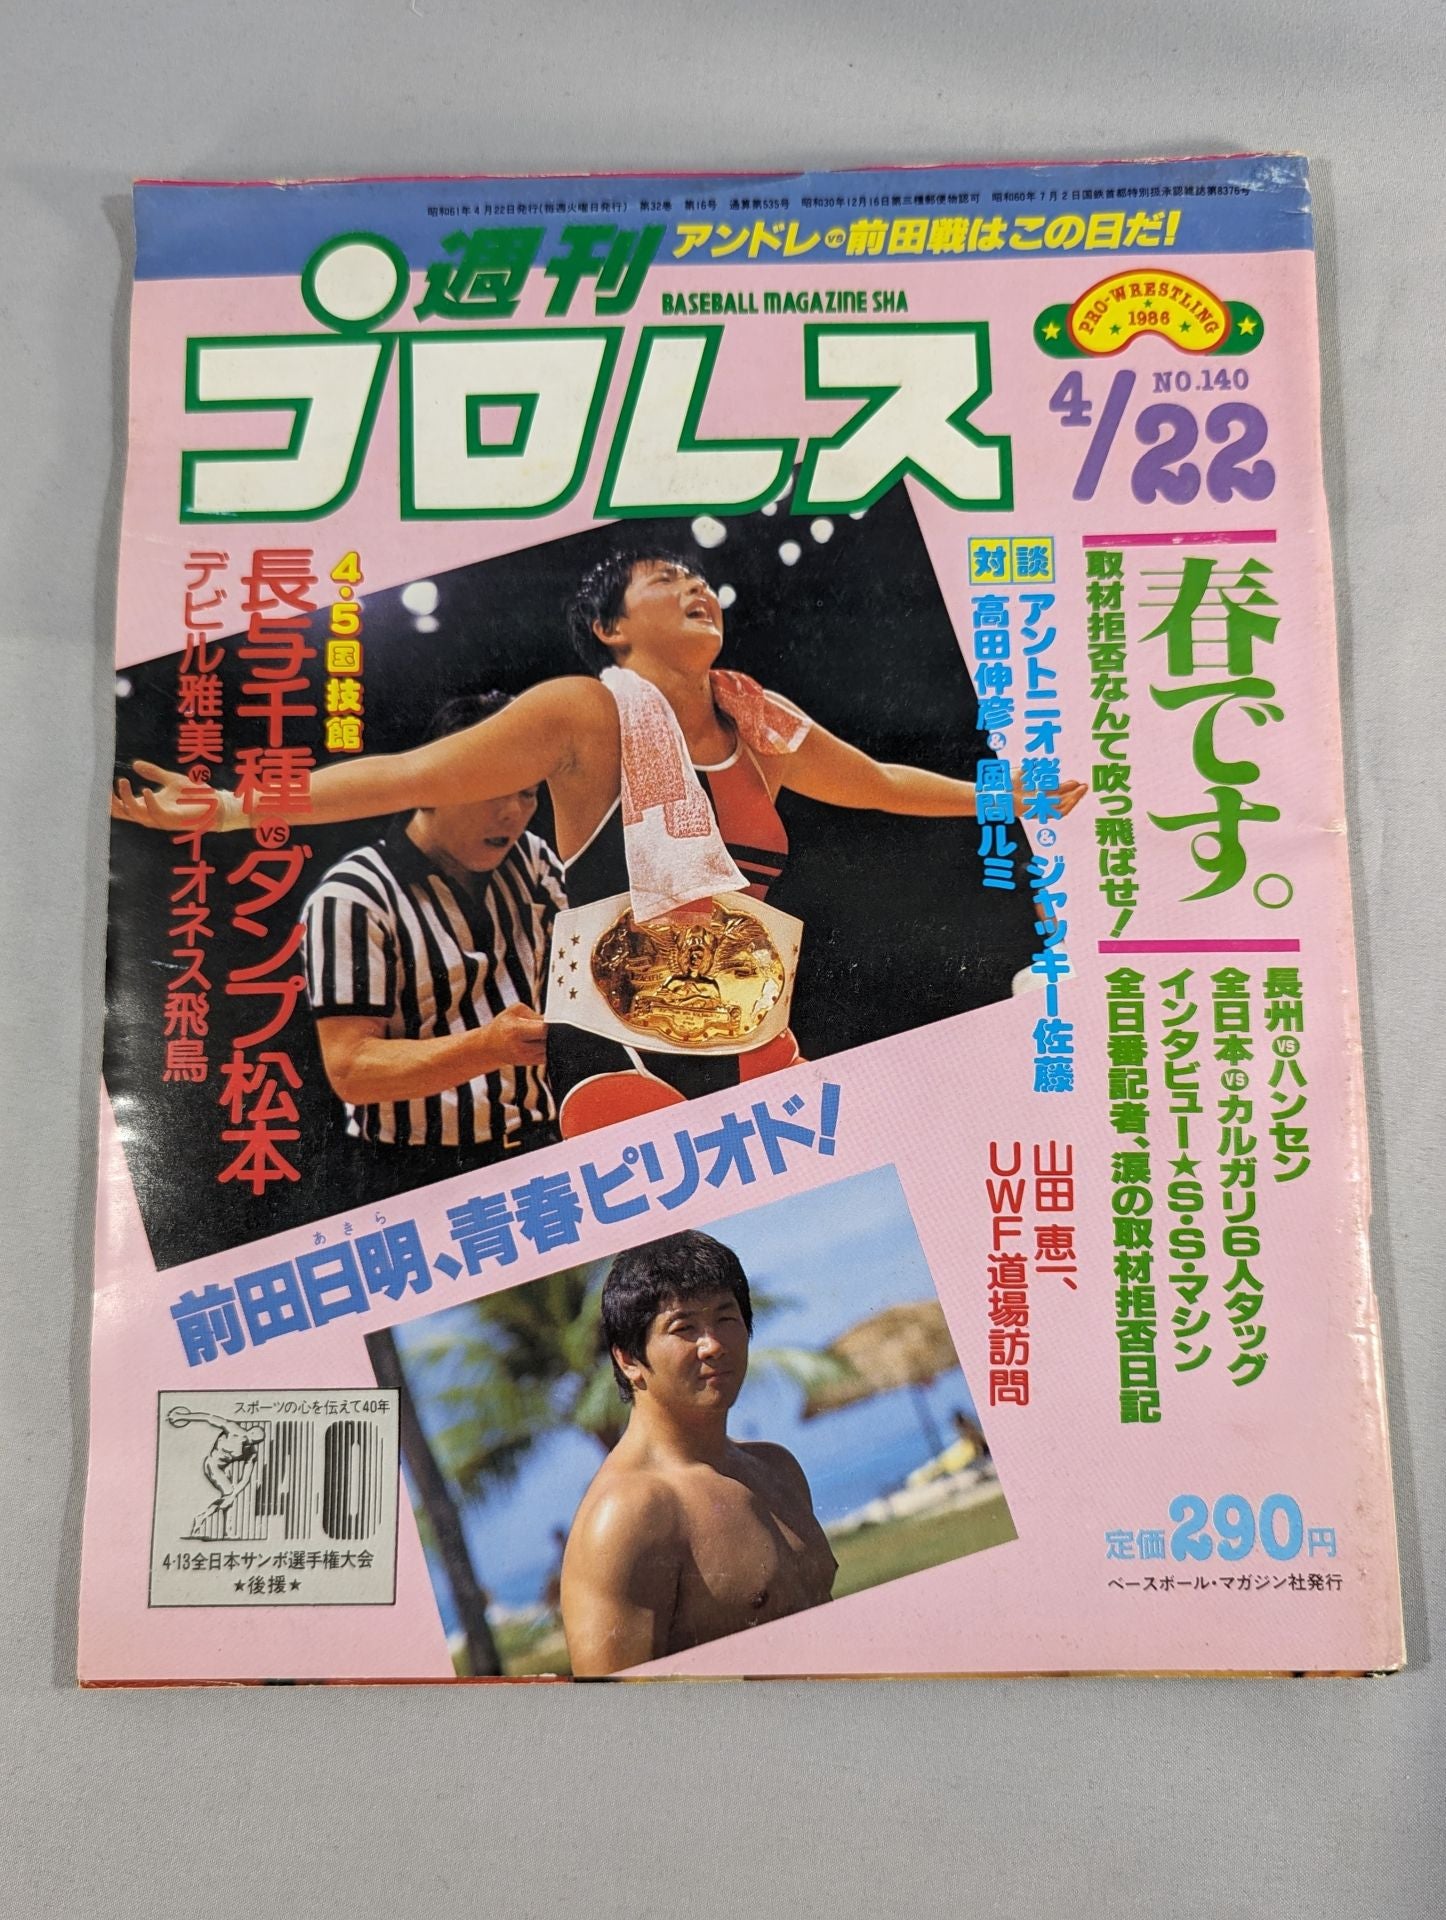 昭和61年4月22日発行(毎週火曜日発行) 第32巻 第16号 通算第535号 昭和30年12月16日第三種郵便物認可 昭和60年7月2日国鉄首都特別扱承認雑誌第8376号
アンドレvs前田戦はこの日だ!
週刊
プロレス
BASEBALL MAGAZINE SHA
PRO-WRESTLING
1986
NO.140
4/22
春です。
取材拒否なんて吹っ飛ばせ!
対談
アントニオ猪木&ジャッキー佐藤
高田伸彦&風間ルミ
4・5国技館
長与千種vsダンプ松本
デビル雅美vsライオネス飛鳥
長州vsハンセン
全日本vsカルガリ6人タッグ
インタビュー★S・S・マシン
全日番記者、涙の取材拒否日記
山田恵一、
UWF道場訪問
あきら
前田日明、青春ピリオド!
スポーツの心を伝えて40年
40
4・13全日本サンボ選手権大会
★後援★
定価290円
ベースボール・マガジン社発行